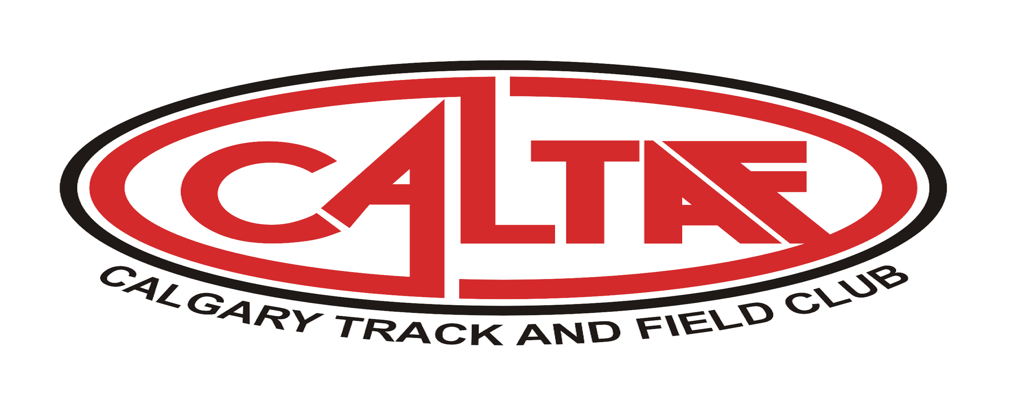 CALTAF
CALGARY TRACK AND FIELD CLUB